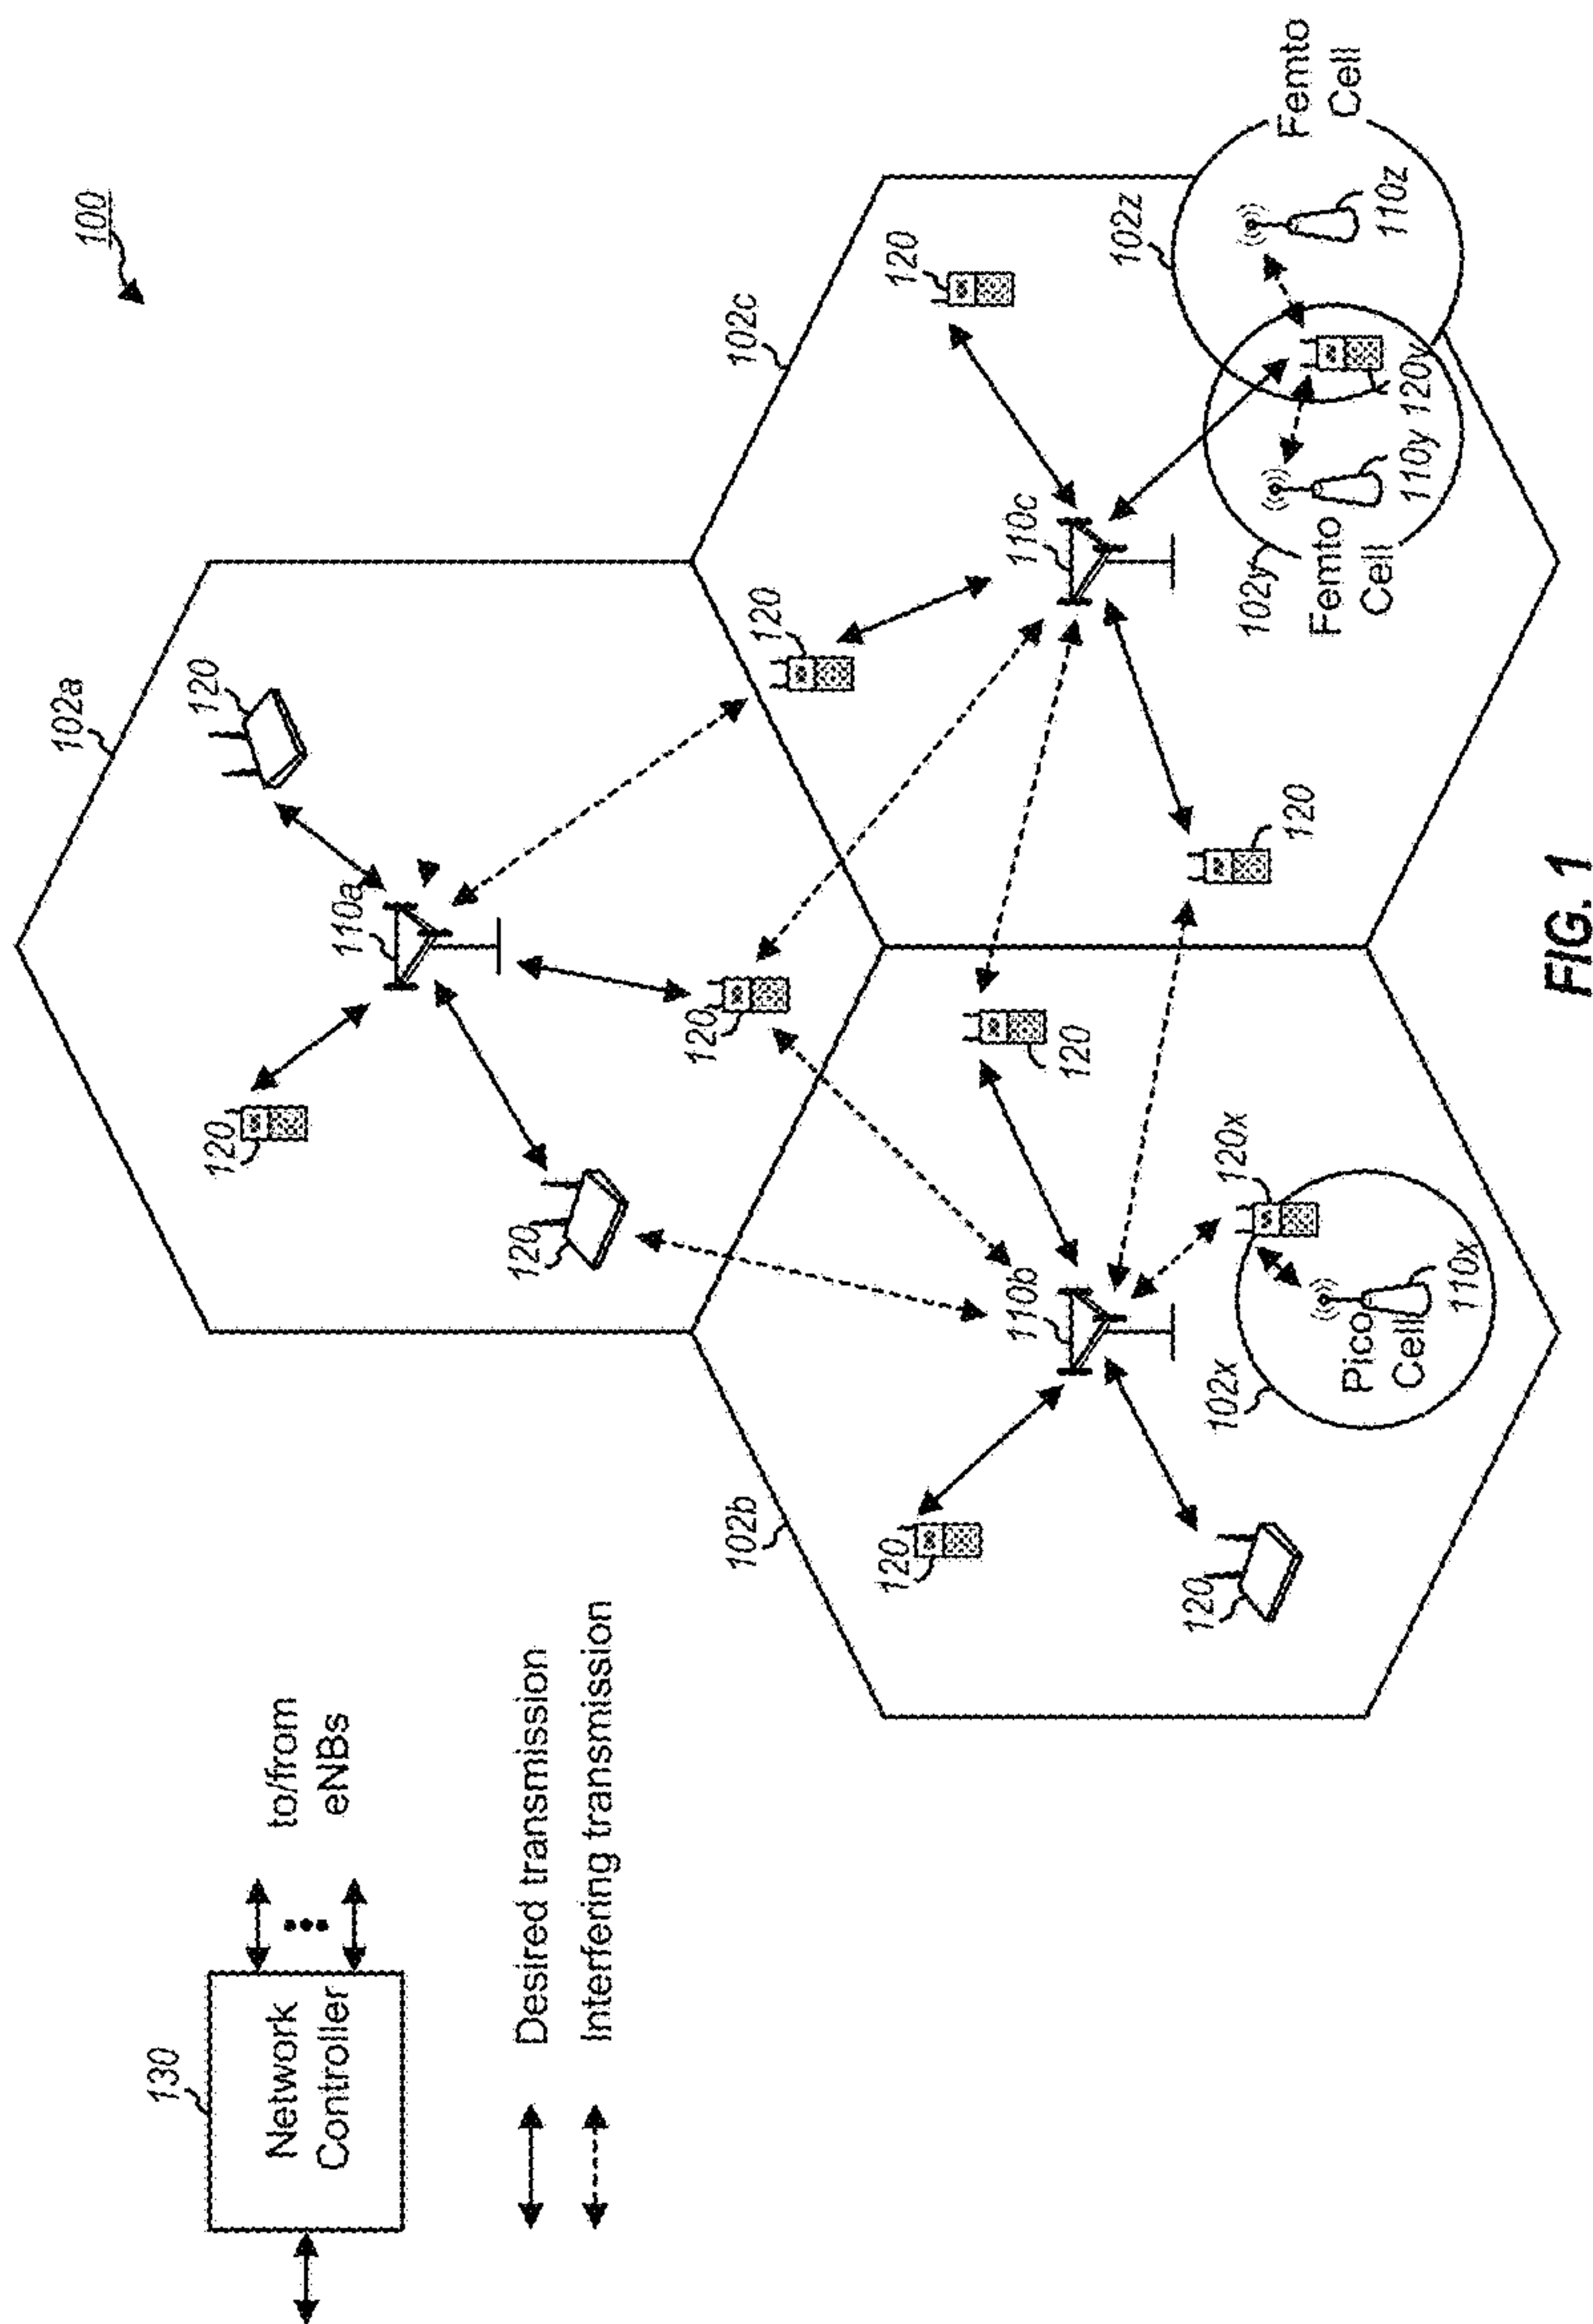 100
130
Network
Controller
to/from
eNBs
Desired transmission
Interfering transmission
102a
120
110a
120
120
120
102b
120
110b
120
120
120x
102x
Pico
Cell
110x
102c
120
120
110c
120
102y
Femto
Cell
110y
120y
102z
110z
Femto
Cell
FIG. 1